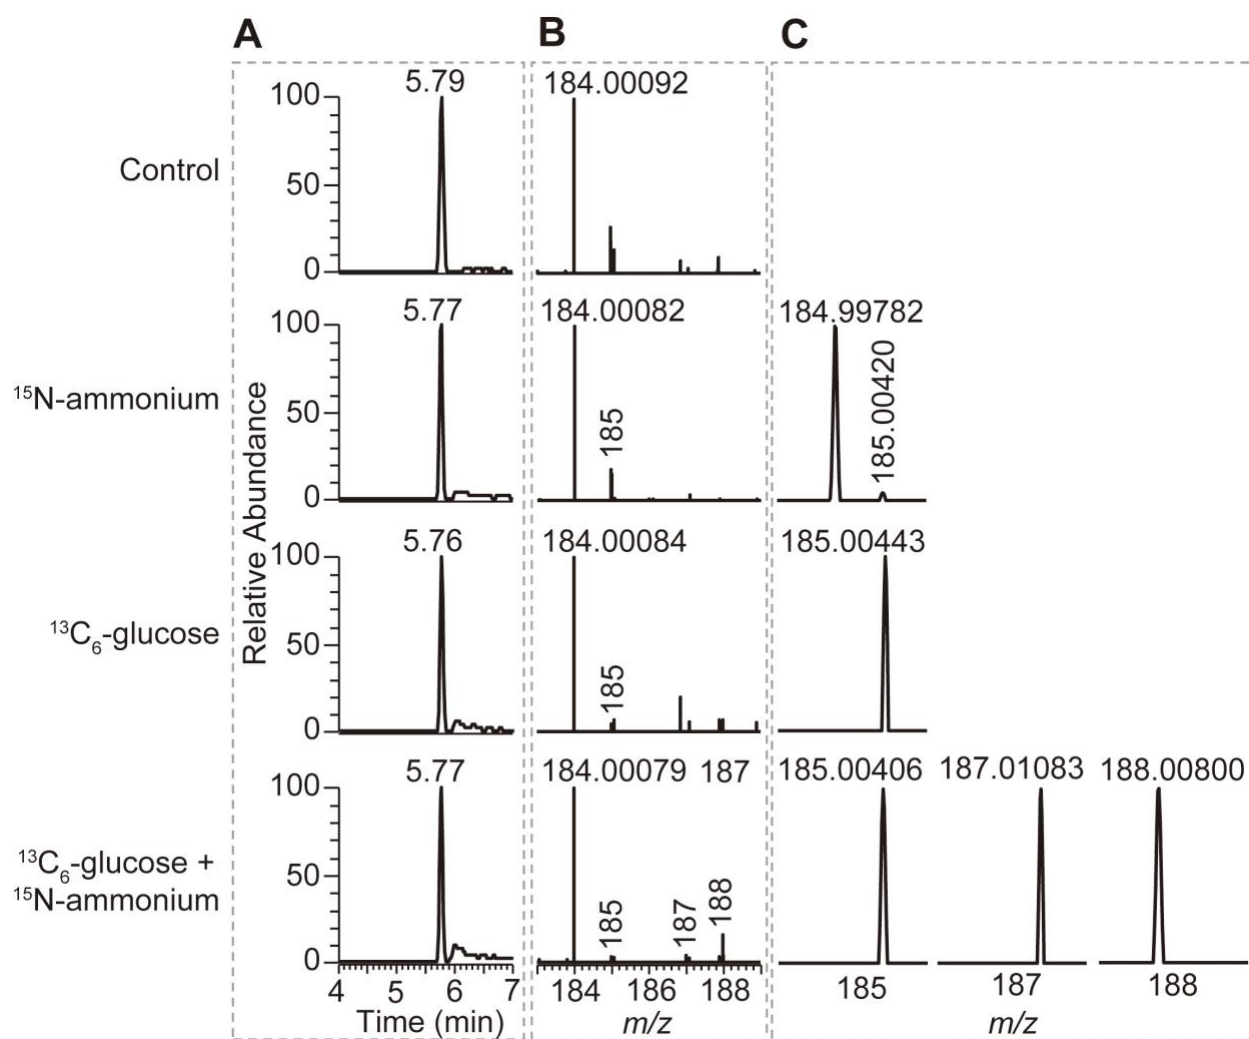 A B C
Control
Relative Abundance
100
50
0
5.79
184.00092
¹⁵N-ammonium
100
50
0
5.77
184.00082
185
184.99782
185.00420
¹³C₆-glucose
100
50
0
5.76
184.00084
185
185.00443
¹³C₆-glucose +
¹⁵N-ammonium
100
50
0
5.77
184.00079 187
185
187
188
185.00406 187.01083 188.00800
4 5 6 7
184 186 188
185 187 188
Time (min) m/z m/z